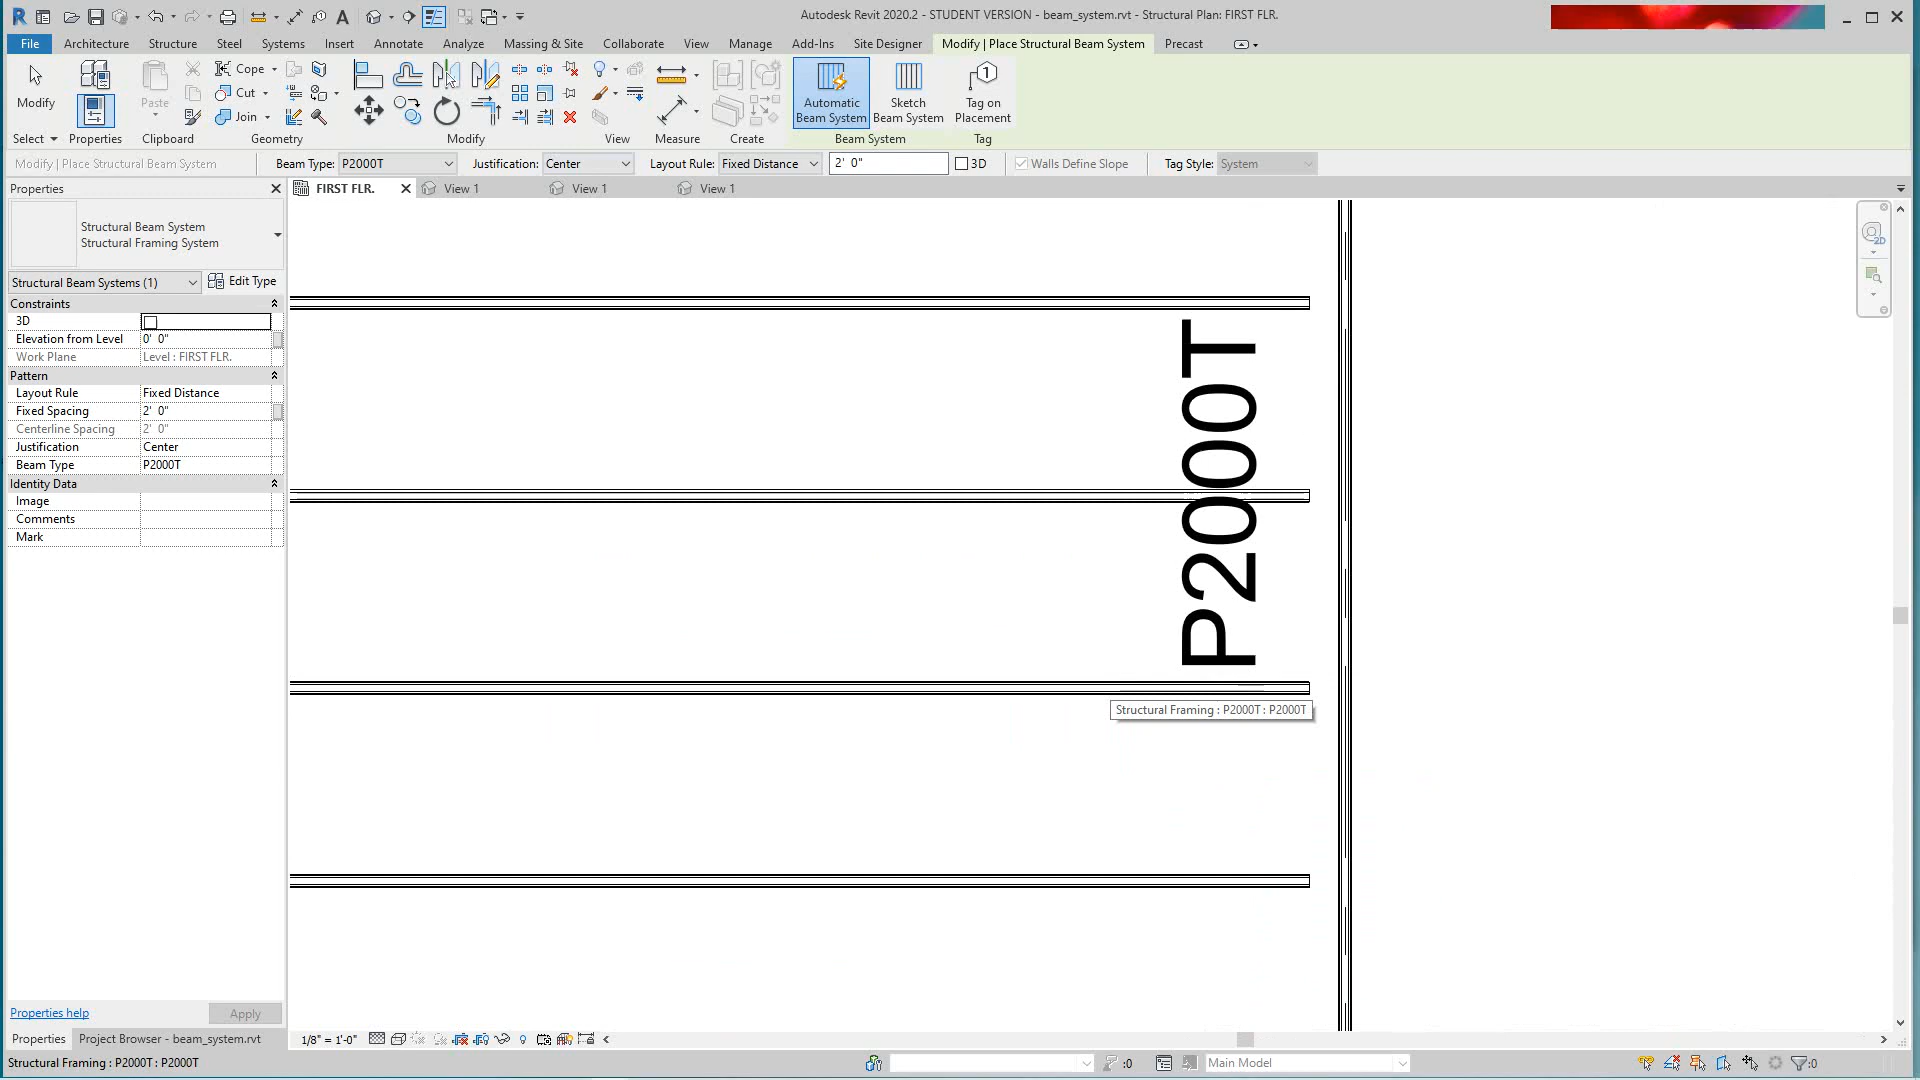 Autodesk Revit 2020.2 - STUDENT VERSION - beam_system.rvt - Structural Plan: FIRST FLR.
File Architecture Structure Steel Systems Insert Annotate Analyze Massing & Site Collaborate View Manage Add-Ins Site Designer Modify | Place Structural Beam System Precast
Modify
Paste
Cope
Cut
Join
Automatic Beam System
Sketch Beam System
Tag on Placement
1
Select Properties Clipboard Geometry Modify View Measure Create Beam System Tag
Modify | Place Structural Beam System Beam Type: P2000T Justification: Center Layout Rule: Fixed Distance 2' 0" 3D Walls Define Slope Tag Style: System
Properties
FIRST FLR. View 1 View 1 View 1
Structural Beam System
Structural Framing System
Structural Beam Systems (1) Edit Type
Constraints
3D
Elevation from Level 0' 0"
Work Plane Level : FIRST FLR.
Pattern
Layout Rule Fixed Distance
Fixed Spacing 2' 0"
Centerline Spacing 2' 0"
Justification Center
Beam Type P2000T
Identity Data
Image
Comments
Mark
P2000T
2D
Structural Framing : P2000T : P2000T
Properties help Apply
Properties Project Browser - beam_system.rvt
1/8" = 1'-0"
Structural Framing : P2000T : P2000T
:0
Main Model
:0